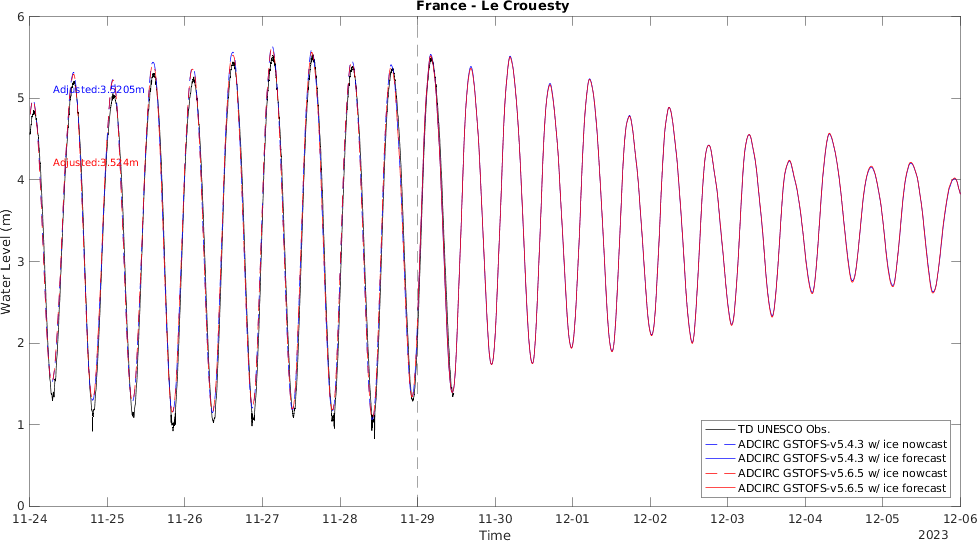 France - Le Crouesty
6
5
4
3
2
1
0
Water Level (m)
Adjusted:3.5205m
Adjusted:3.524m
TD UNESCO Obs.
ADCIRC GSTOFS-v5.4.3 w/ ice nowcast
ADCIRC GSTOFS-v5.4.3 w/ ice forecast
ADCIRC GSTOFS-v5.6.5 w/ ice nowcast
ADCIRC GSTOFS-v5.6.5 w/ ice forecast
11-24 11-25 11-26 11-27 11-28 11-29 11-30 12-01 12-02 12-03 12-04 12-05 12-06
Time
2023